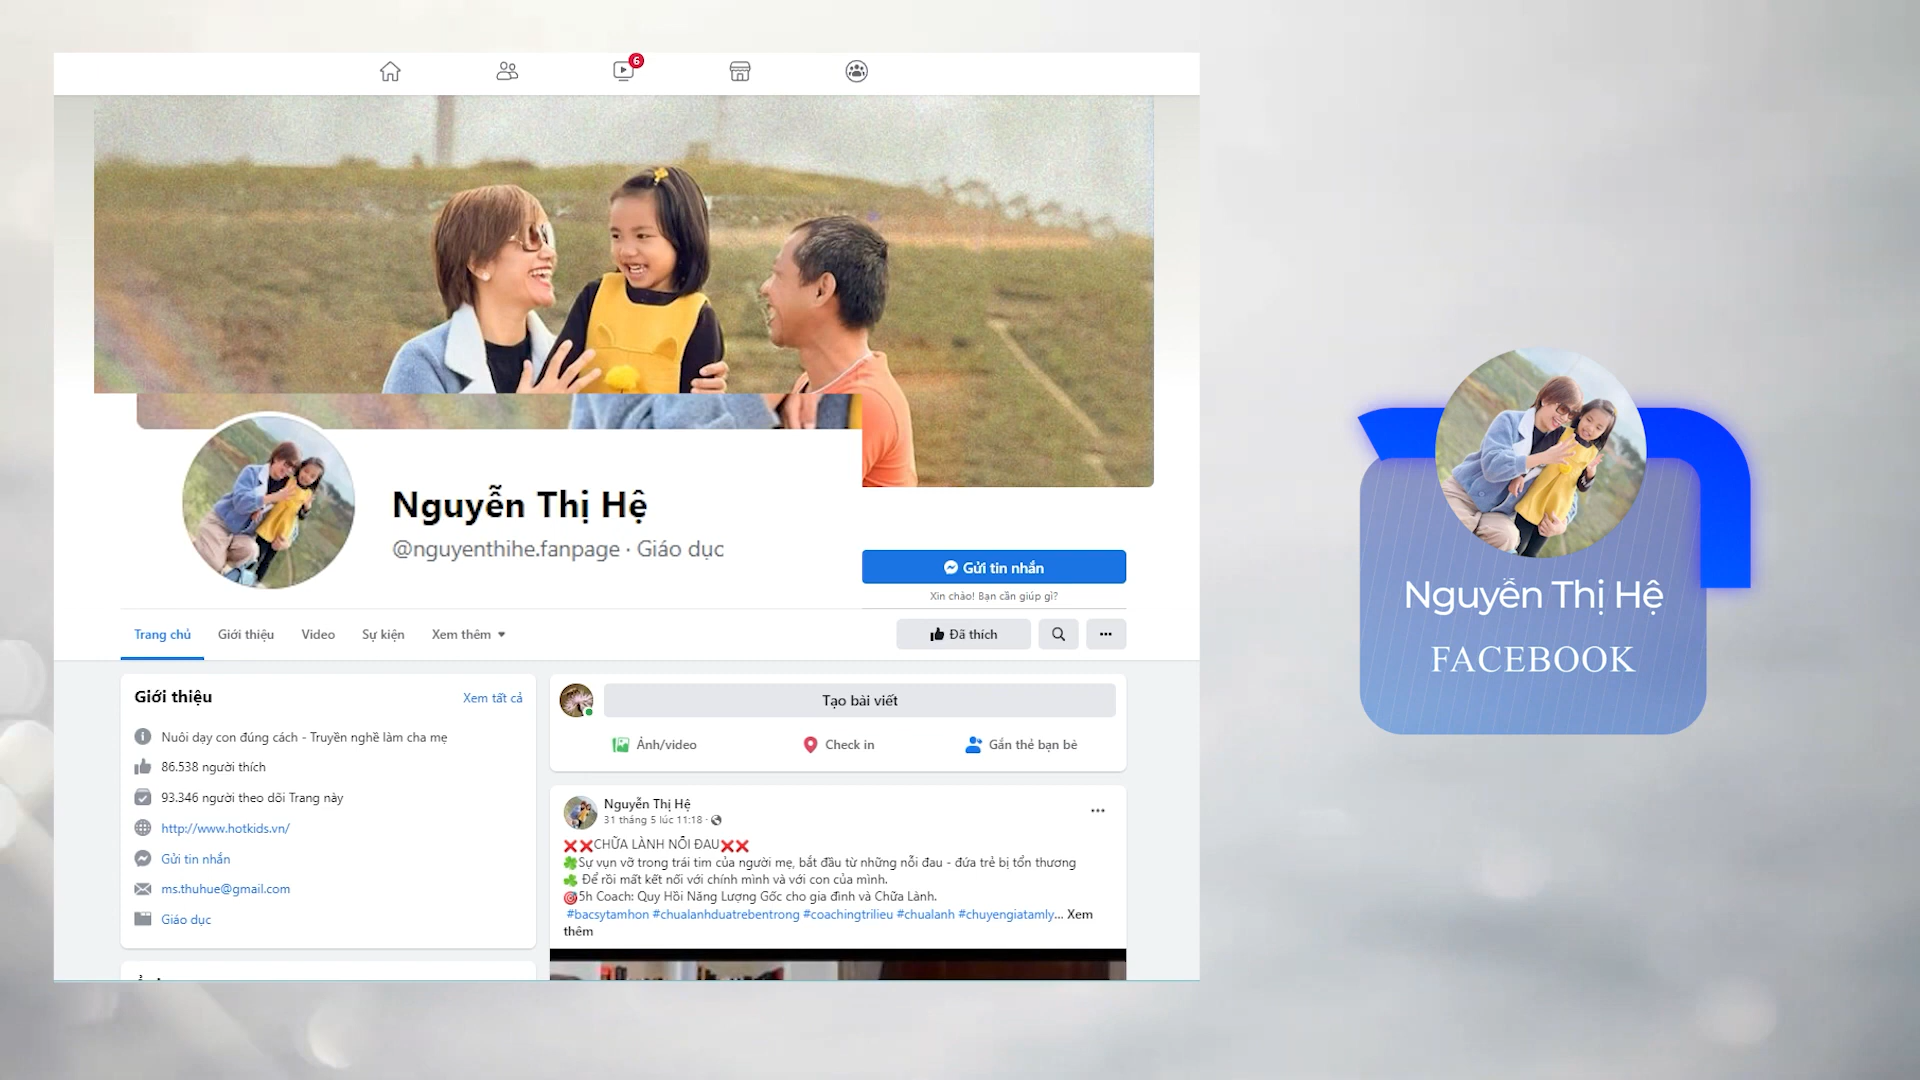 6
Nguyễn Thị Hệ
@nguyenthihe.fanpage · Giáo dục
Gửi tin nhắn
Xin chào! Bạn cần giúp gì?
Trang chủ
Giới thiệu
Video
Sự kiện
Xem thêm
Đã thích
Giới thiệu
Xem tất cả
Nuôi dạy con đúng cách - Truyền nghề làm cha mẹ
86.538 người thích
93.346 người theo dõi Trang này
http://www.hotkids.vn/
Gửi tin nhắn
ms.thuhue@gmail.com
Giáo dục
Tạo bài viết
Ảnh/video
Check in
Gắn thẻ bạn bè
Nguyễn Thị Hệ
31 tháng 5 lúc 11:18 ·
❌❌CHỮA LÀNH NỖI ĐAU❌❌
🍀Sự vụn vỡ trong trái tim của người mẹ, bắt đầu từ những nỗi đau - đứa trẻ bị tổn thương
🍀 Để rồi mất kết nối với chính mình và với con của mình.
🎯5h Coach: Quy Hồi Năng Lượng Gốc cho gia đình và Chữa Lành.
#bacsytamhon #chualanhduatrebentrong #coachingtrilieu #chualanh #chuyengiatamly... Xem
thêm
Nguyễn Thị Hệ
FACEBOOK